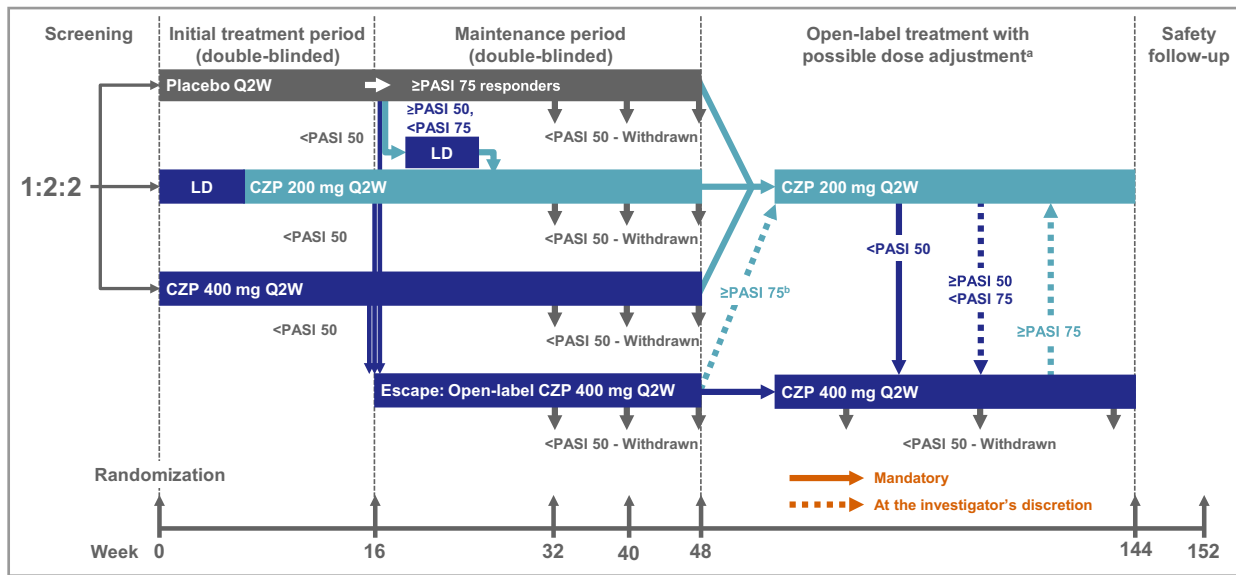 Screening
Initial treatment period
(double-blinded)
Maintenance period
(double-blinded)
Open-label treatment with
possible dose adjustmentᵃ
Safety
follow-up
Placebo Q2W
≥PASI 75 responders
≥PASI 50,
<PASI 75
<PASI 50
<PASI 50 - Withdrawn
LD
1:2:2
LD
CZP 200 mg Q2W
CZP 200 mg Q2W
<PASI 50
<PASI 50 - Withdrawn
<PASI 50
≥PASI 50
<PASI 75
≥PASI 75
CZP 400 mg Q2W
≥PASI 75ᵇ
<PASI 50
<PASI 50 - Withdrawn
Escape: Open-label CZP 400 mg Q2W
CZP 400 mg Q2W
<PASI 50 - Withdrawn
<PASI 50 - Withdrawn
Randomization
Mandatory
At the investigator's discretion
Week
0
16
32
40
48
144
152